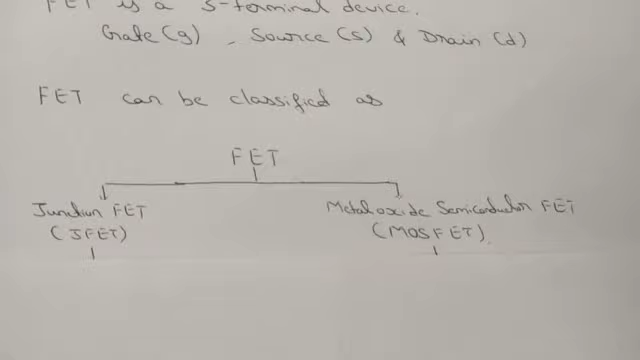 FET is a 3-terminal device.
Gate (g), Source (s) & Drain (d)
FET can be classified as
FET
Junction FET
(JFET)
Metal oxide Semiconductor FET
(MOSFET)